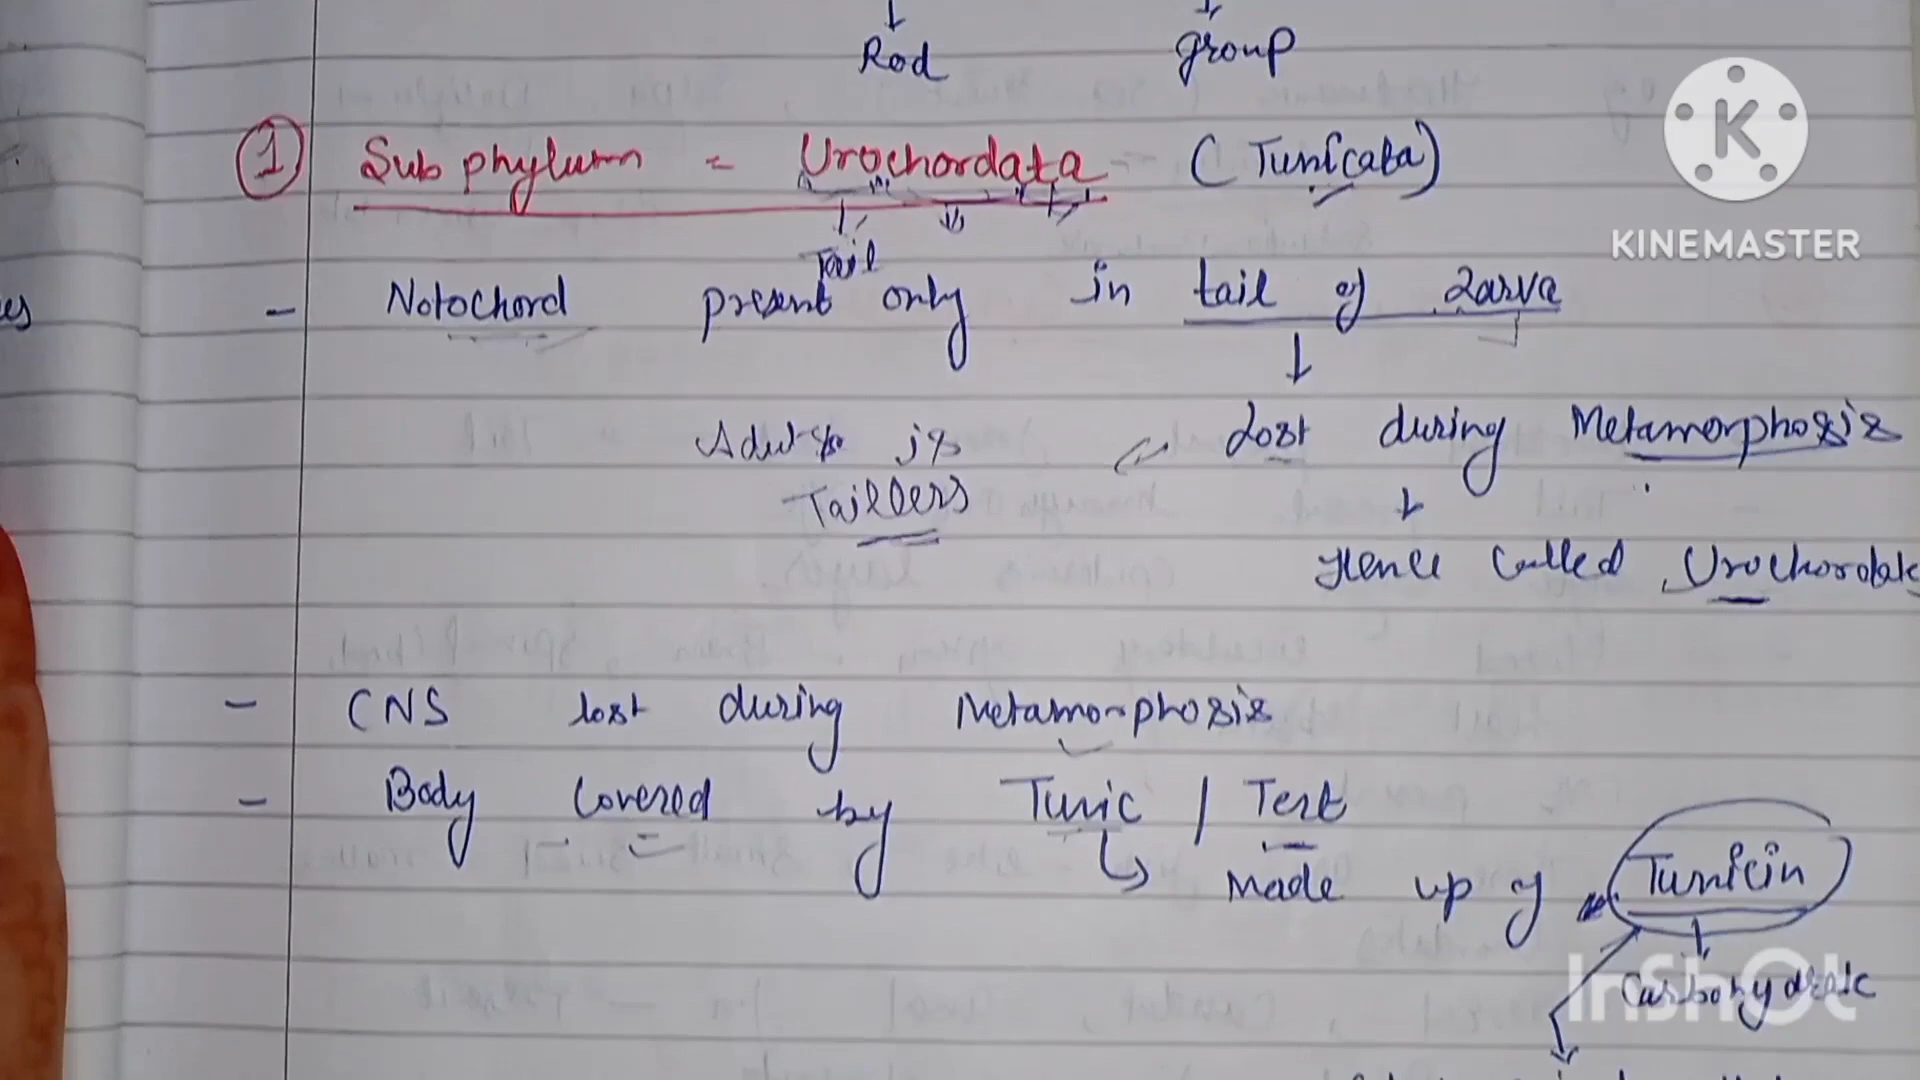 Rod group
① Sub phylum = Urochordata - (Tunicata)
Tail
- Notochord present only in tail of Larva
Adults is Lost during Metamorphosis
Tailless
Hence called Urochordate
- CNS lost during Metamorphosis
- Body Covered by Tunic / Test
Made up of Tunicin
Carbohydrate
KINEMASTER
InShOt